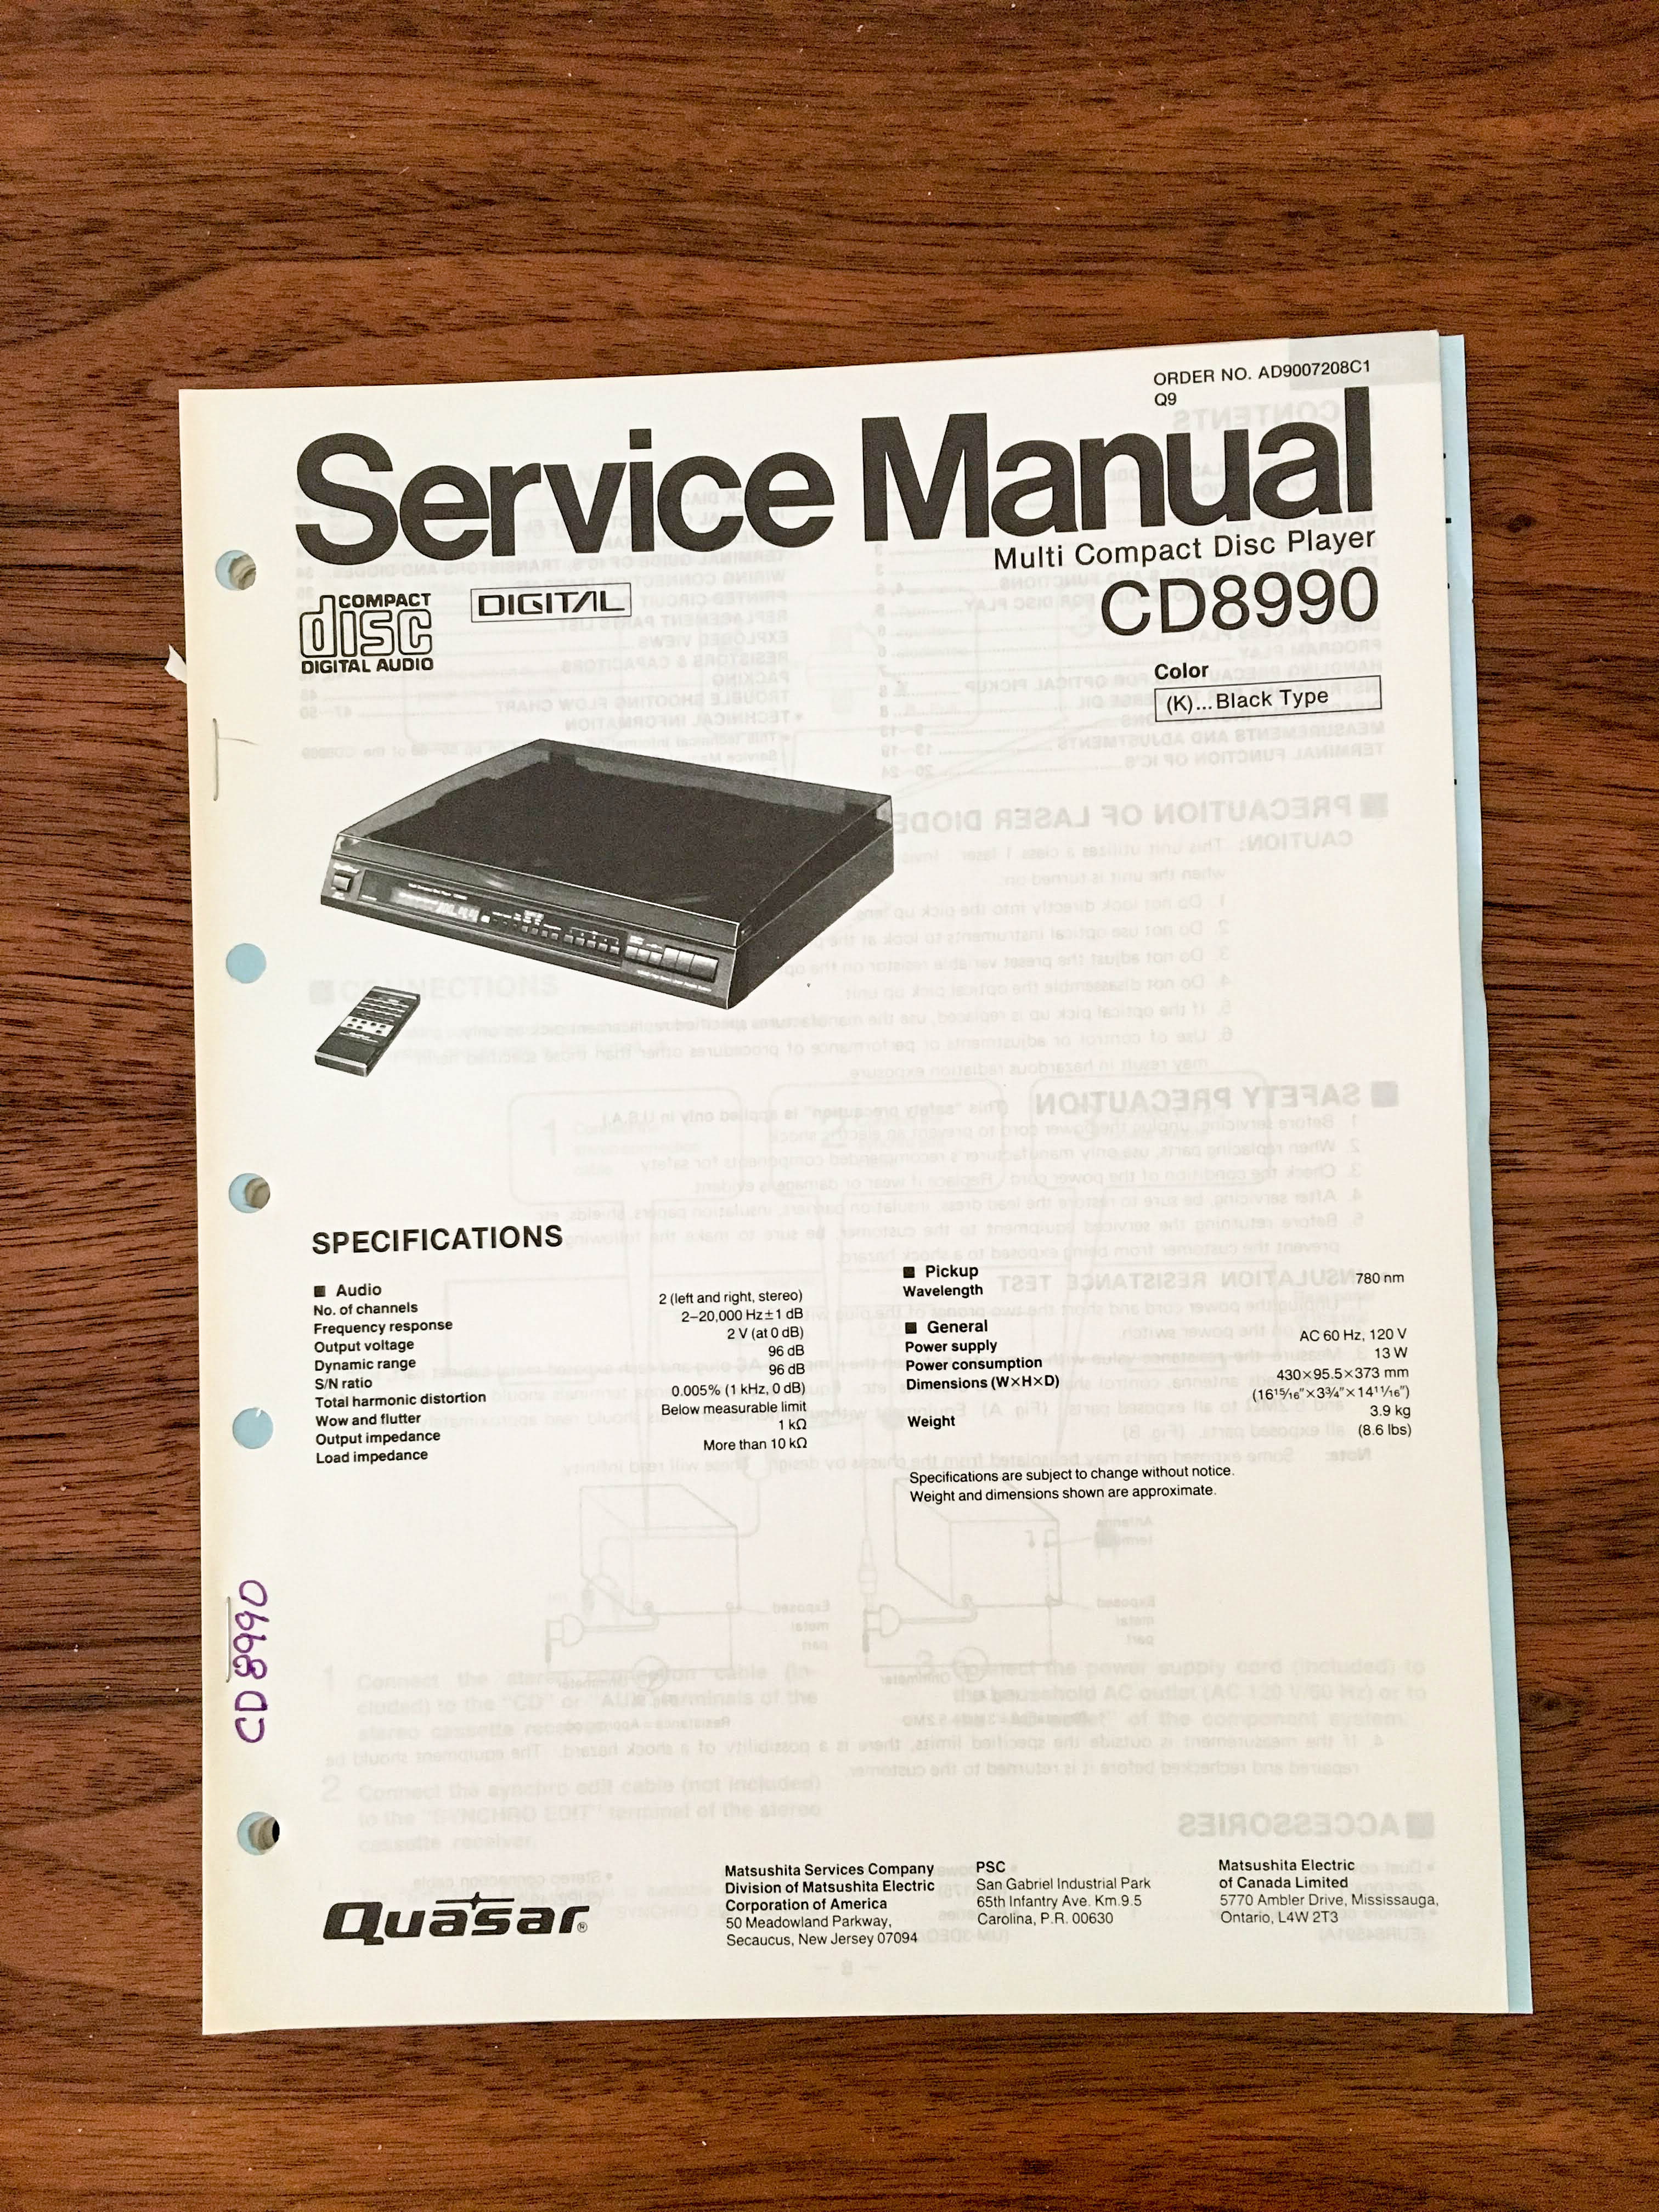 ORDER NO. AD9007208C1
Q9
Service Manual
Multi Compact Disc Player
CD8990
COMPACT
disc
DIGITAL AUDIO
DIGITAL
Color
(K)... Black Type
SPECIFICATIONS
■ Audio
No. of channels 2 (left and right, stereo)
Frequency response 2–20,000 Hz±1 dB
Output voltage 2 V (at 0 dB)
Dynamic range 96 dB
S/N ratio 96 dB
Total harmonic distortion 0.005% (1 kHz, 0 dB)
Wow and flutter Below measurable limit
Output impedance 1 kΩ
Load impedance More than 10 kΩ
■ Pickup
Wavelength 780 nm
■ General
Power supply AC 60 Hz, 120 V
Power consumption 13 W
Dimensions (W×H×D) 430×95.5×373 mm
(16¹⁵⁄₁₆"×3¾"×14¹¹⁄₁₆")
Weight 3.9 kg
(8.6 lbs)
Specifications are subject to change without notice.
Weight and dimensions shown are approximate.
CD8990
Quasar®
Matsushita Services Company
Division of Matsushita Electric
Corporation of America
50 Meadowland Parkway,
Secaucus, New Jersey 07094
PSC
San Gabriel Industrial Park
65th Infantry Ave. Km.9.5
Carolina, P.R. 00630
Matsushita Electric
of Canada Limited
5770 Ambler Drive, Mississauga,
Ontario, L4W 2T3